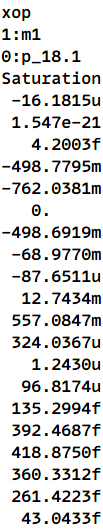 xop
1:m1
0:p_18.1
Saturation
-16.1815u
1.547e-21
4.2003f
-498.7795m
-762.0381m
0.
-498.6919m
-68.9770m
-87.6511u
12.7434m
557.0847m
324.0367u
1.2430u
96.8174u
135.2994f
392.4687f
418.8750f
360.3312f
261.4223f
43.0433f